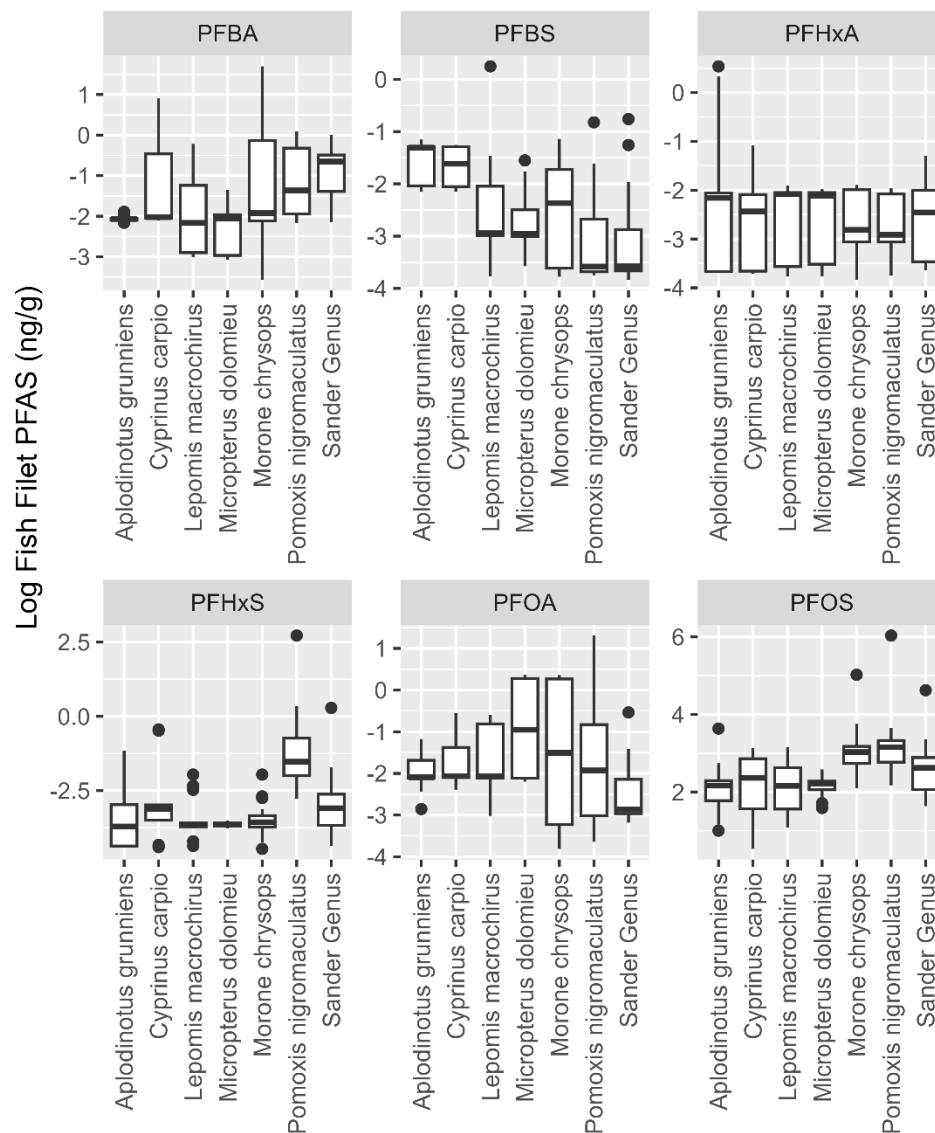 Log Fish Filet PFAS (ng/g)
PFBA
PFBS
PFHxA
1
0
-1
-2
-3
0
-1
-2
-3
-4
0
-1
-2
-3
-4
Aplodinotus grunniens
Cyprinus carpio
Lepomis macrochirus
Micropterus dolomieu
Morone chrysops
Pomoxis nigromaculatus
Sander Genus
Aplodinotus grunniens
Cyprinus carpio
Lepomis macrochirus
Micropterus dolomieu
Morone chrysops
Pomoxis nigromaculatus
Sander Genus
Aplodinotus grunniens
Cyprinus carpio
Lepomis macrochirus
Micropterus dolomieu
Morone chrysops
Pomoxis nigromaculatus
Sander Genus
PFHxS
PFOA
PFOS
2.5
0.0
-2.5
1
0
-1
-2
-3
-4
6
4
2
Aplodinotus grunniens
Cyprinus carpio
Lepomis macrochirus
Micropterus dolomieu
Morone chrysops
Pomoxis nigromaculatus
Sander Genus
Aplodinotus grunniens
Cyprinus carpio
Lepomis macrochirus
Micropterus dolomieu
Morone chrysops
Pomoxis nigromaculatus
Sander Genus
Aplodinotus grunniens
Cyprinus carpio
Lepomis macrochirus
Micropterus dolomieu
Morone chrysops
Pomoxis nigromaculatus
Sander Genus